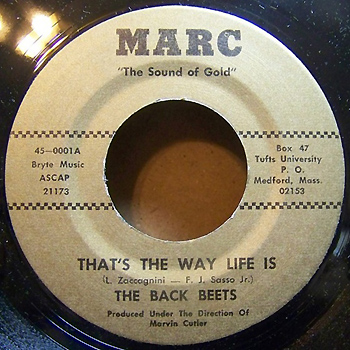 MARC
"The Sound of Gold"
45—0001A
Bryte Music
ASCAP
21173
Box 47
Tufts University
P. O.
Medford, Mass.
02153
THAT'S THE WAY LIFE IS
(L. Zaccagnini — F. J. Sasso Jr.)
THE BACK BEETS
Produced Under The Direction Of
Marvin Cutler